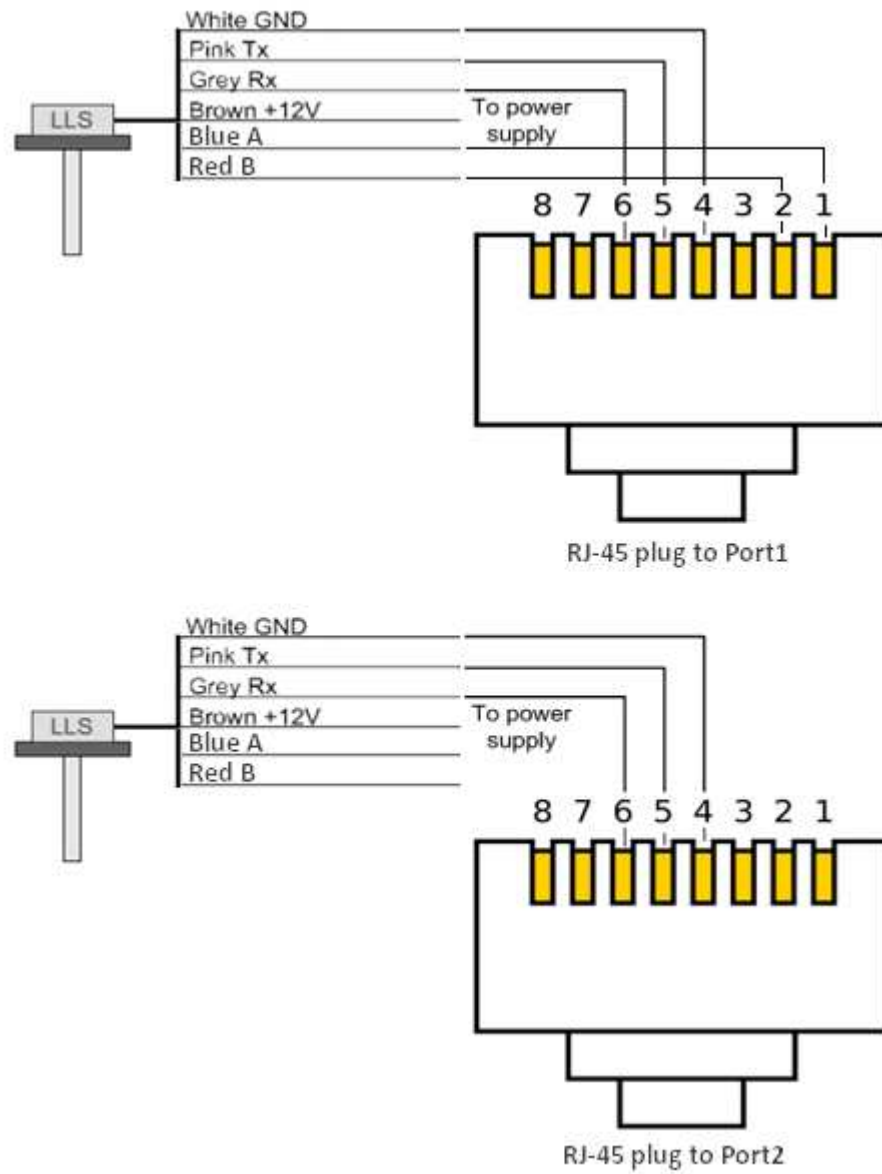 White GND
Pink Tx
Grey Rx
Brown +12V
Blue A
Red B
LLS
To power
supply
8 7 6 5 4 3 2 1
RJ-45 plug to Port1
White GND
Pink Tx
Grey Rx
Brown +12V
Blue A
Red B
LLS
To power
supply
8 7 6 5 4 3 2 1
RJ-45 plug to Port2